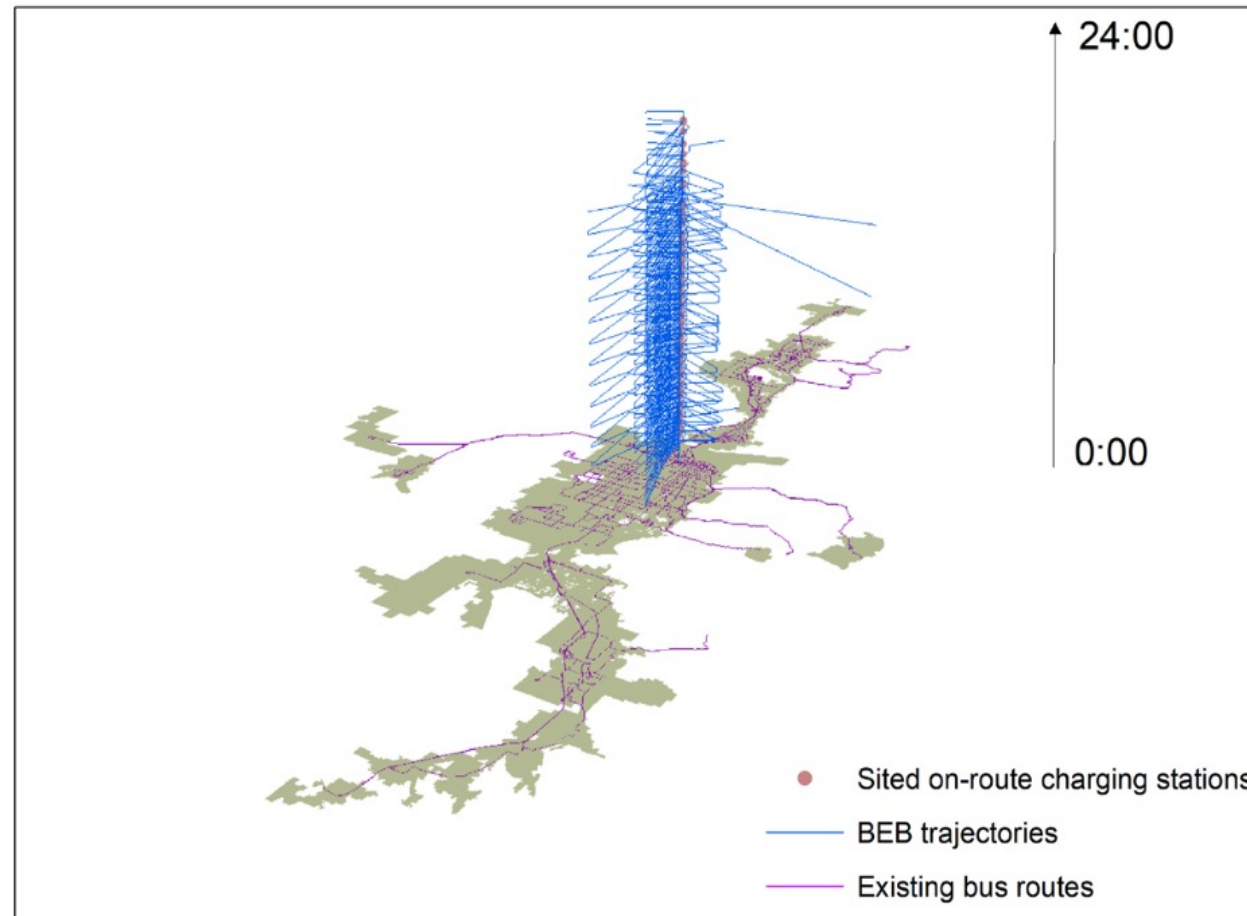 24:00
0:00
Sited on-route charging stations
BEB trajectories
Existing bus routes